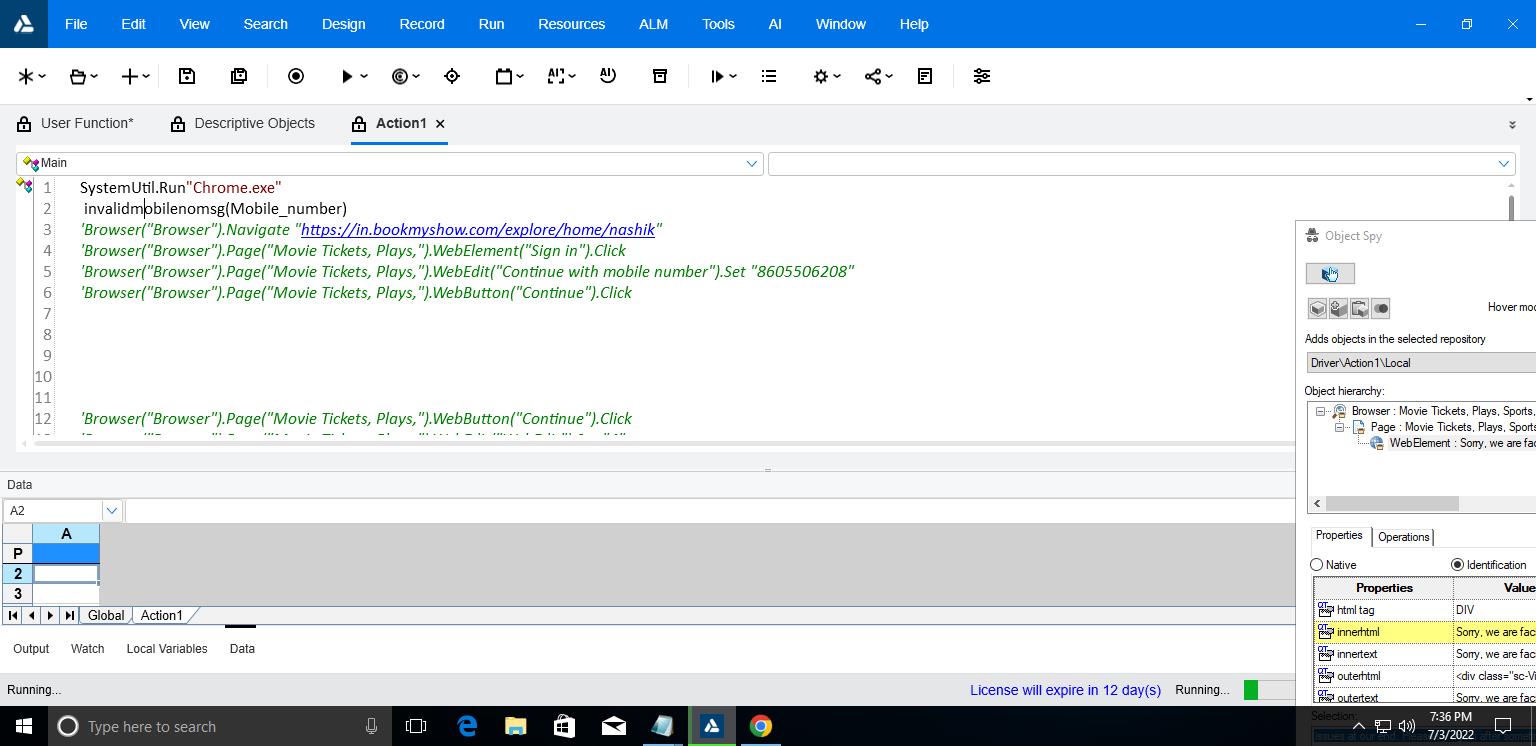 File Edit View Search Design Record Run Resources ALM Tools AI Window Help
User Function* Descriptive Objects Action1
Main
1 SystemUtil.Run"Chrome.exe"
2 invalidmobilenomsg(Mobile_number)
3 'Browser("Browser").Navigate "https://in.bookmyshow.com/explore/home/nashik"
4 'Browser("Browser").Page("Movie Tickets, Plays,").WebElement("Sign in").Click
5 'Browser("Browser").Page("Movie Tickets, Plays,").WebEdit("Continue with mobile number").Set "8605506208"
6 'Browser("Browser").Page("Movie Tickets, Plays,").WebButton("Continue").Click
7
8
9
10
11
12 'Browser("Browser").Page("Movie Tickets, Plays,").WebButton("Continue").Click
Object Spy
Hover mod
Adds objects in the selected repository
Driver\Action1\Local
Object hierarchy:
Browser : Movie Tickets, Plays, Sports,
Page : Movie Tickets, Plays, Sports
WebElement : Sorry, we are fac
Properties Operations
Native Identification
Properties Value
html tag DIV
innerhtml Sorry, we are fac
innertext Sorry, we are fac
outerhtml <div class="sc-Vi
outertext Sorry, we are fac
Selection:
Data
A2
A
P
2
3
Global Action1
Output Watch Local Variables Data
Running... License will expire in 12 day(s) Running...
Type here to search
7:36 PM
7/3/2022